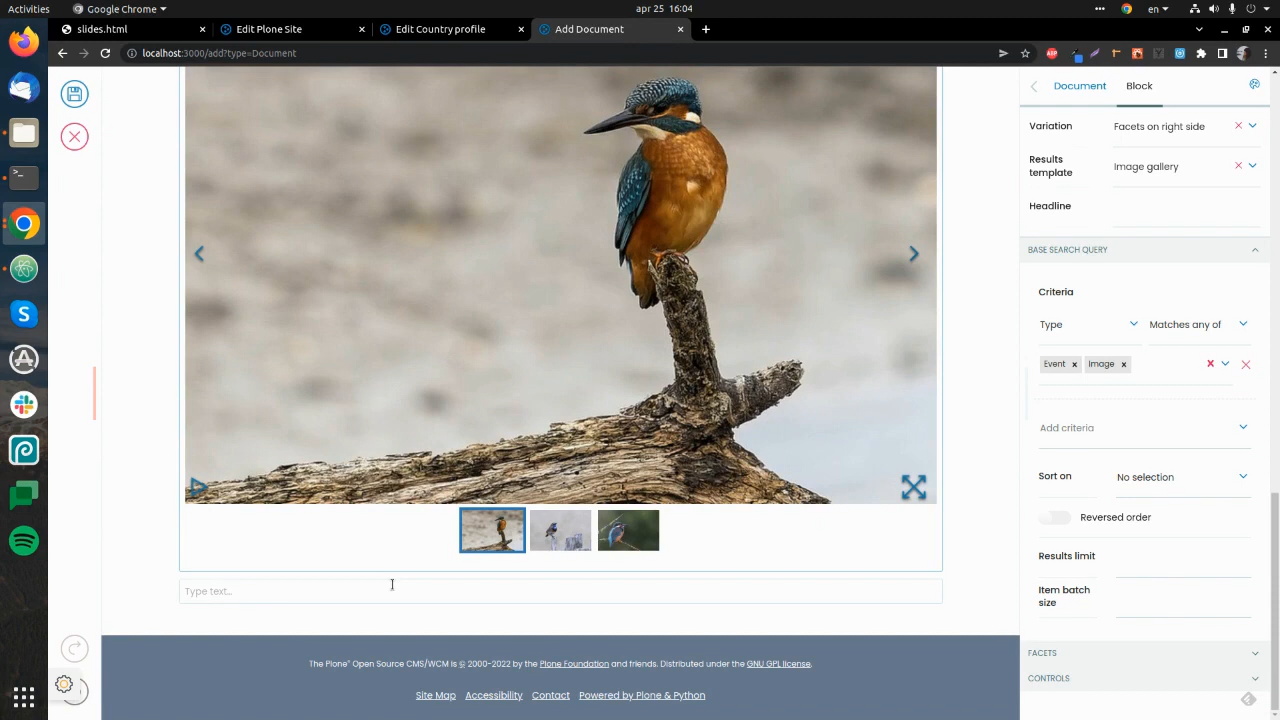 Activities
Google Chrome
apr 25 16:04
en
slides.html
Edit Plone Site
Edit Country profile
Add Document
localhost:3000/add?type=Document
Document
Block
Variation
Facets on right side
Results template
Image gallery
Headline
BASE SEARCH QUERY
Criteria
Type
Matches any of
Event x
Image x
Add criteria
Sort on
No selection
Reversed order
Results limit
Item batch size
FACETS
CONTROLS
Type text...
The Plone® Open Source CMS/WCM is © 2000-2022 by the Plone Foundation and friends. Distributed under the GNU GPL license.
Site Map
Accessibility
Contact
Powered by Plone & Python